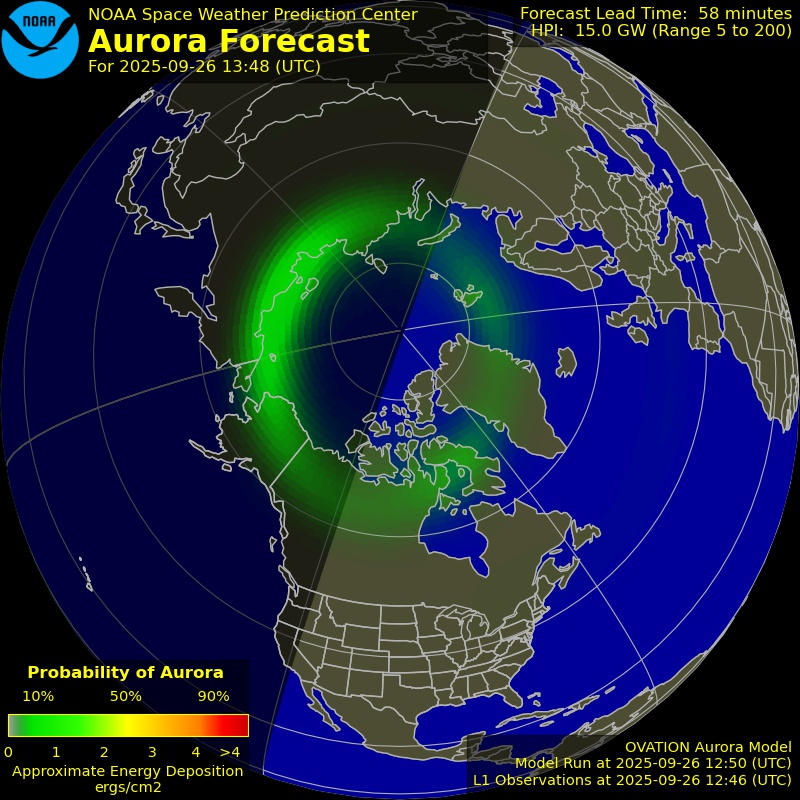 NOAA
NOAA Space Weather Prediction Center
Aurora Forecast
For 2025-09-26 13:48 (UTC)
Forecast Lead Time: 58 minutes
HPI: 15.0 GW (Range 5 to 200)
Probability of Aurora
10% 50% 90%
0 1 2 3 4 >4
Approximate Energy Deposition
ergs/cm2
OVATION Aurora Model
Model Run at 2025-09-26 12:50 (UTC)
L1 Observations at 2025-09-26 12:46 (UTC)